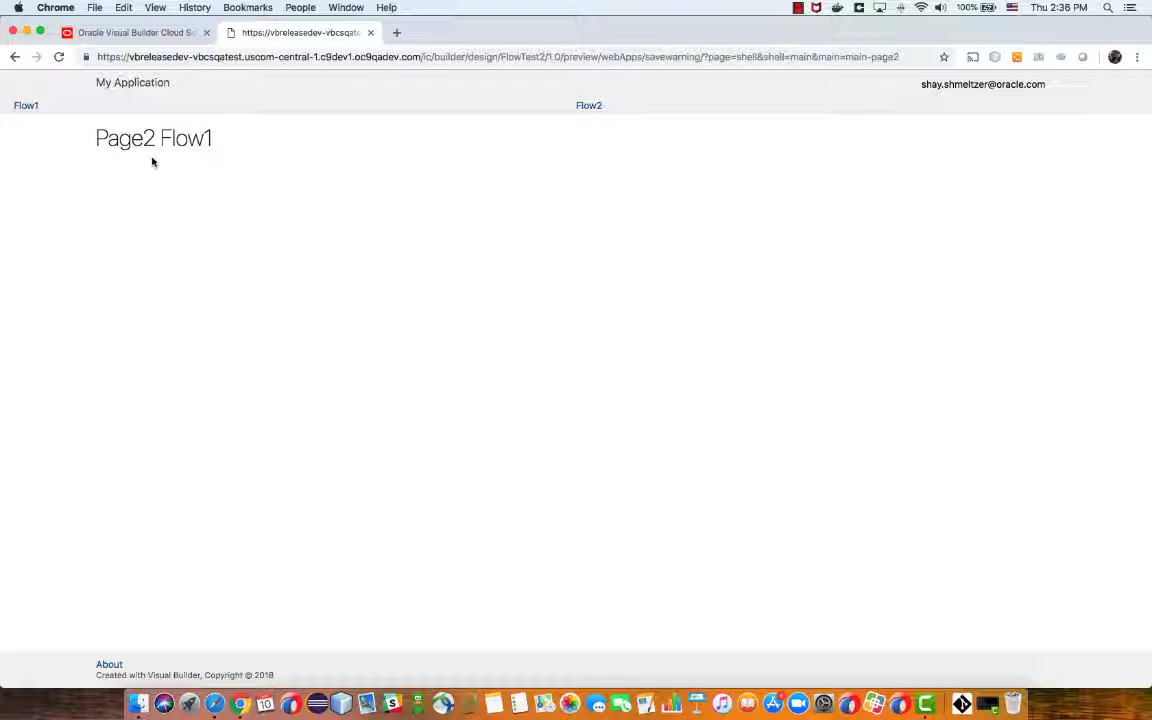 Chrome File Edit View History Bookmarks People Window Help 100% Thu 2:36 PM
Oracle Visual Builder Cloud Se https://vbreleasedev-vbcsqate
https://vbreleasedev-vbcsqatest.uscom-central-1.c9dev1.oc9qadev.com/ic/builder/design/FlowTest2/1.0/preview/webApps/savewarning/?page=shell&shell=main&main=main-page2
My Application shay.shmeltzer@oracle.com
Flow1 Flow2
Page2 Flow1
About
Created with Visual Builder, Copyright © 2018
10